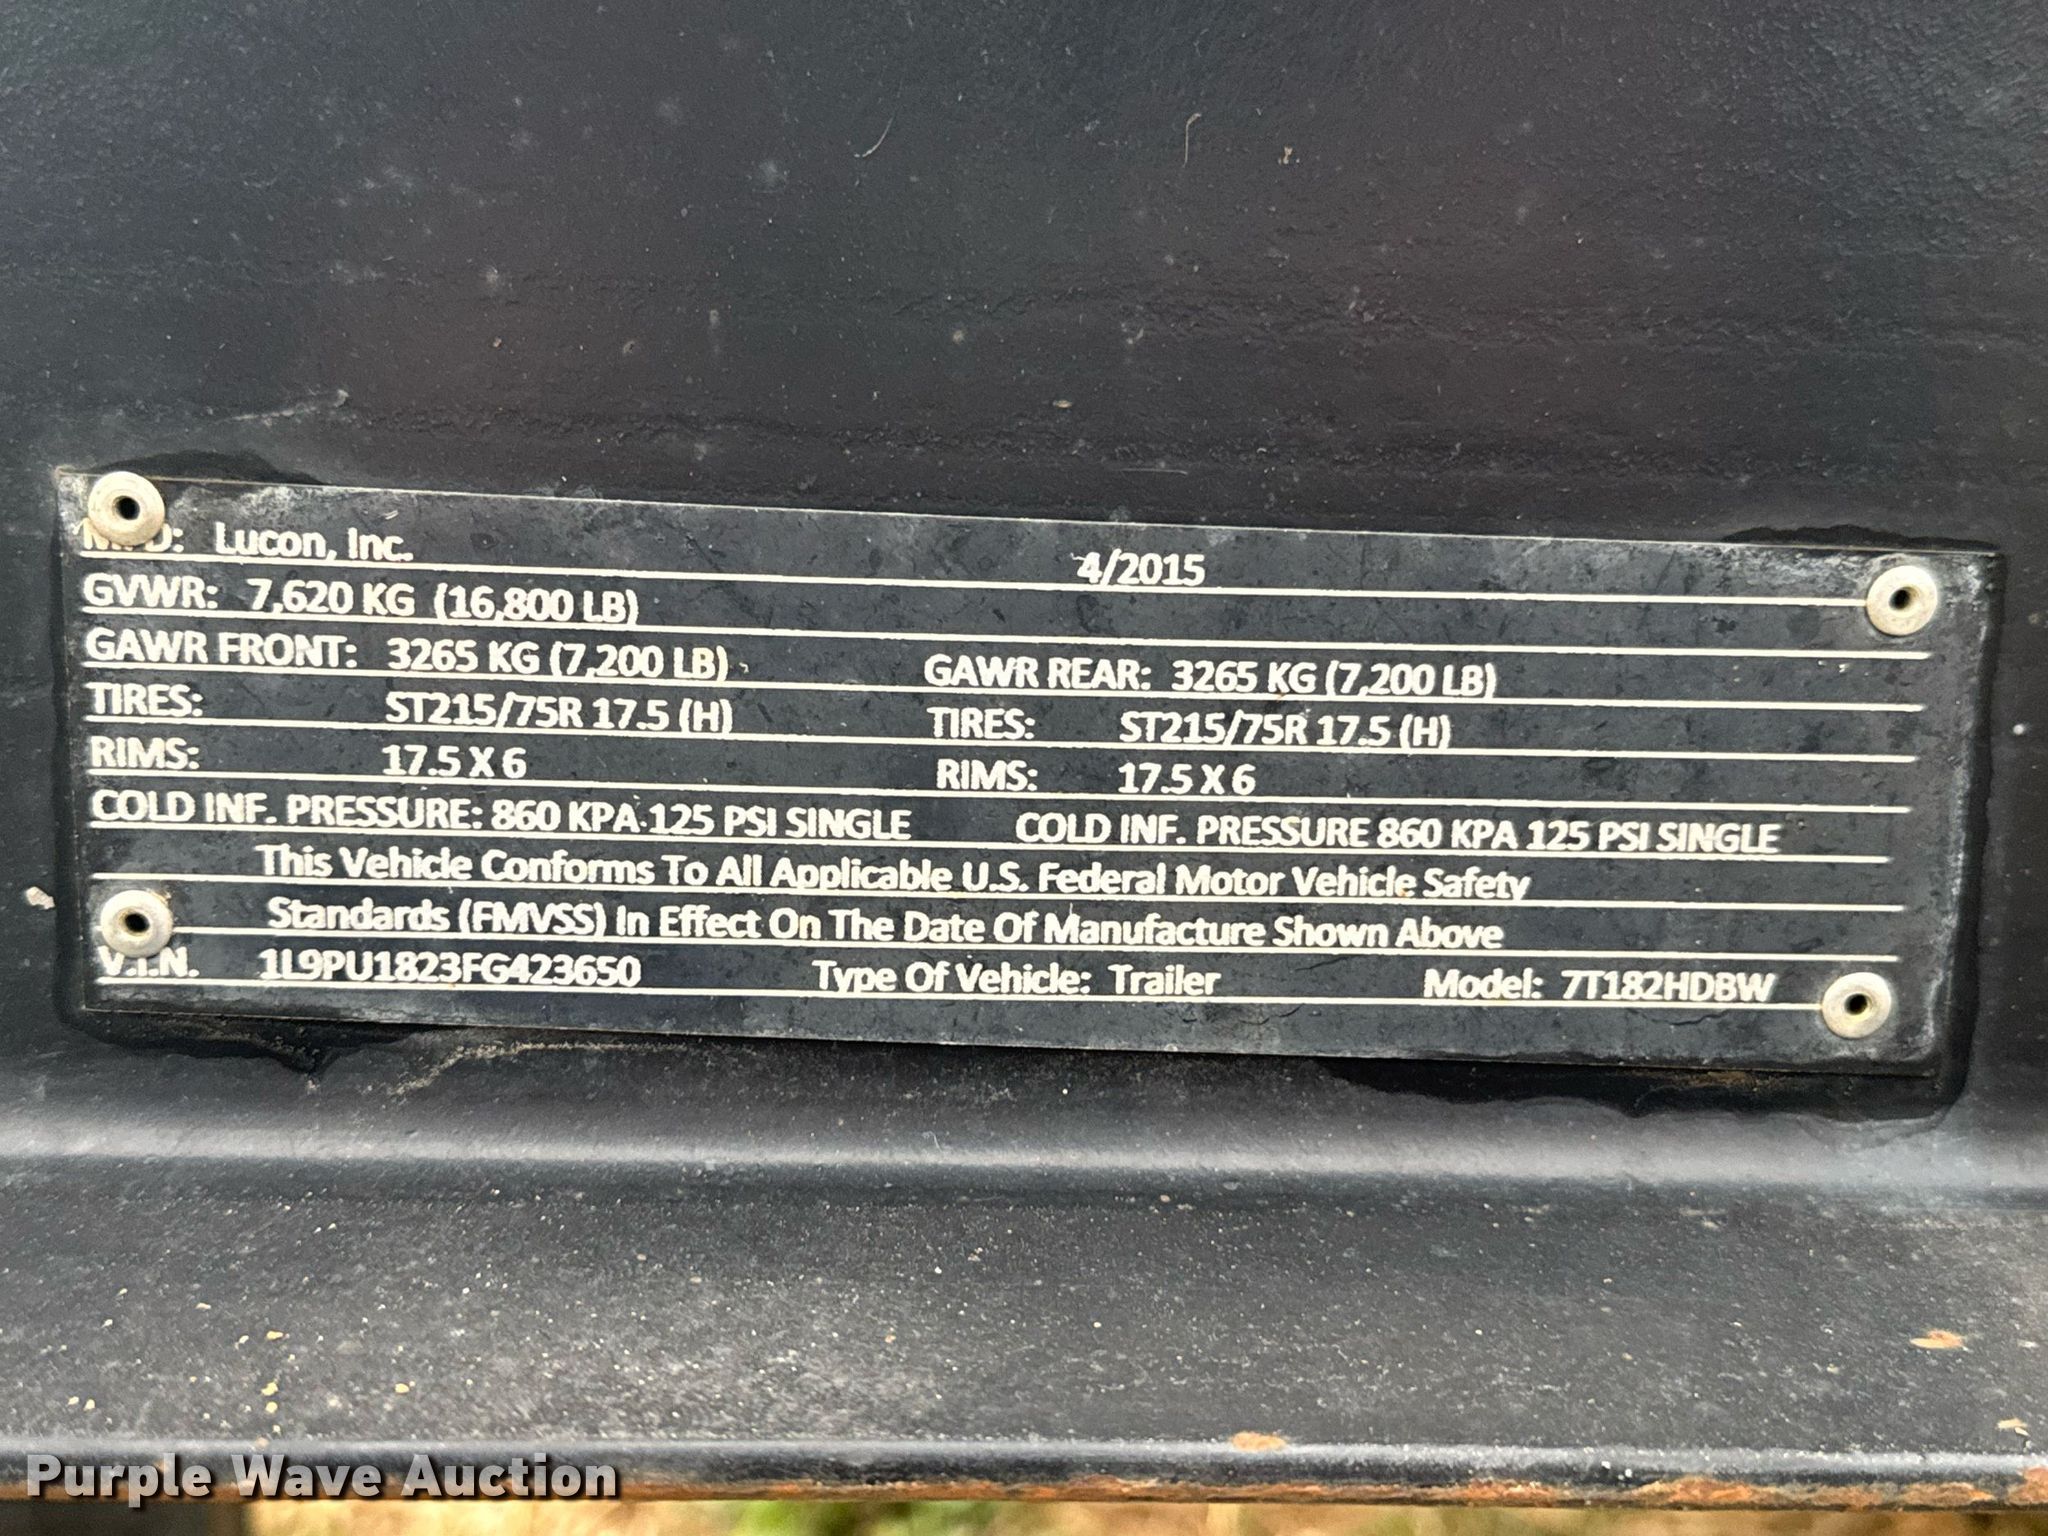 MFD: Lucon, Inc. 4/2015
GVWR: 7,620 KG (16,800 LB)
GAWR FRONT: 3265 KG (7,200 LB) GAWR REAR: 3265 KG (7,200 LB)
TIRES: ST215/75R 17.5 (H) TIRES: ST215/75R 17.5 (H)
RIMS: 17.5 X 6 RIMS: 17.5 X 6
COLD INF. PRESSURE: 860 KPA 125 PSI SINGLE COLD INF. PRESSURE 860 KPA 125 PSI SINGLE
This Vehicle Conforms To All Applicable U.S. Federal Motor Vehicle Safety
Standards (FMVSS) In Effect On The Date Of Manufacture Shown Above
V.I.N. 1L9PU1823FG423650 Type Of Vehicle: Trailer Model: 7T182HDBW
Purple Wave Auction